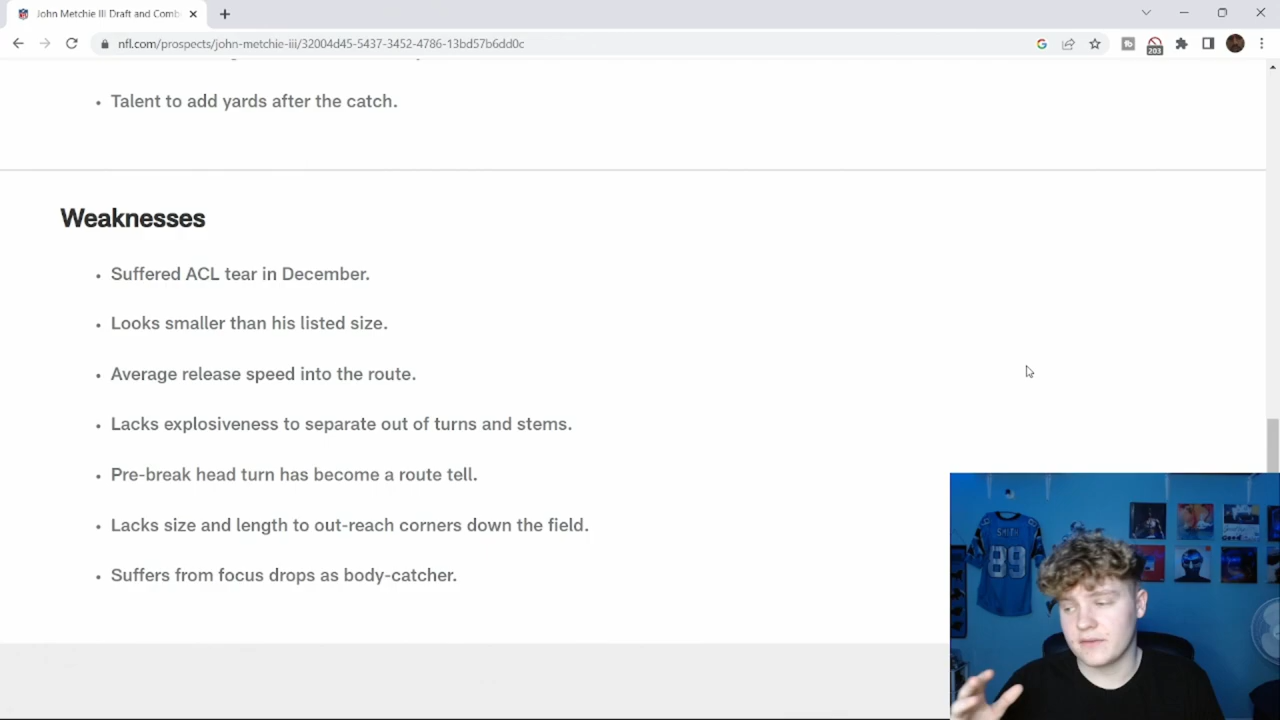 John Metchie Iii Draft and Comb
nfl.com/prospects/john-metchie-iii/32004d45-5437-3452-4786-13bd57b6dd0c
203
• Talent to add yards after the catch.
Weaknesses
• Suffered ACL tear in December.
• Looks smaller than his listed size.
• Average release speed into the route.
• Lacks explosiveness to separate out of turns and stems.
• Pre-break head turn has become a route tell.
• Lacks size and length to out-reach corners down the field.
• Suffers from focus drops as body-catcher.
SMITH
89